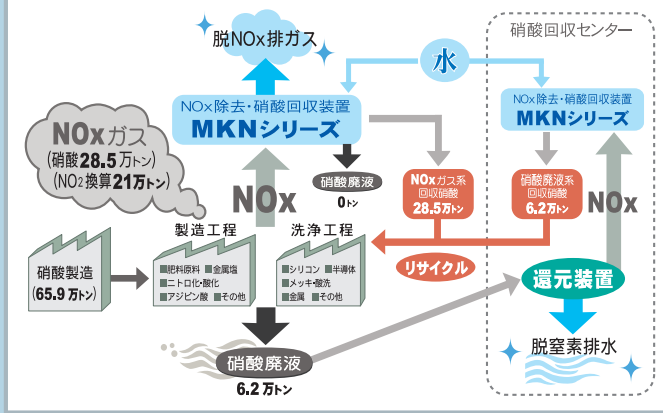 脱NOx排ガス
水
硝酸回収センター
NOx除去・硝酸回収装置
MKNシリーズ
NOx除去・硝酸回収装置
MKNシリーズ
NOxガス
(硝酸28.5万トン)
(NO2換算21万トン)
NOx
硝酸廃液
0トン
NOxガス系
回収硝酸
28.5万トン
硝酸廃液系
回収硝酸
6.2万トン
NOx
製造工程
洗浄工程
リサイクル
硝酸製造
(65.9万トン)
■肥料原料 ■金属塩
■ニトロ化・酸化
■アジピン酸 ■その他
■シリコン ■半導体
■メッキ・酸洗
■金属 ■その他
還元装置
脱窒素排水
硝酸廃液
6.2万トン